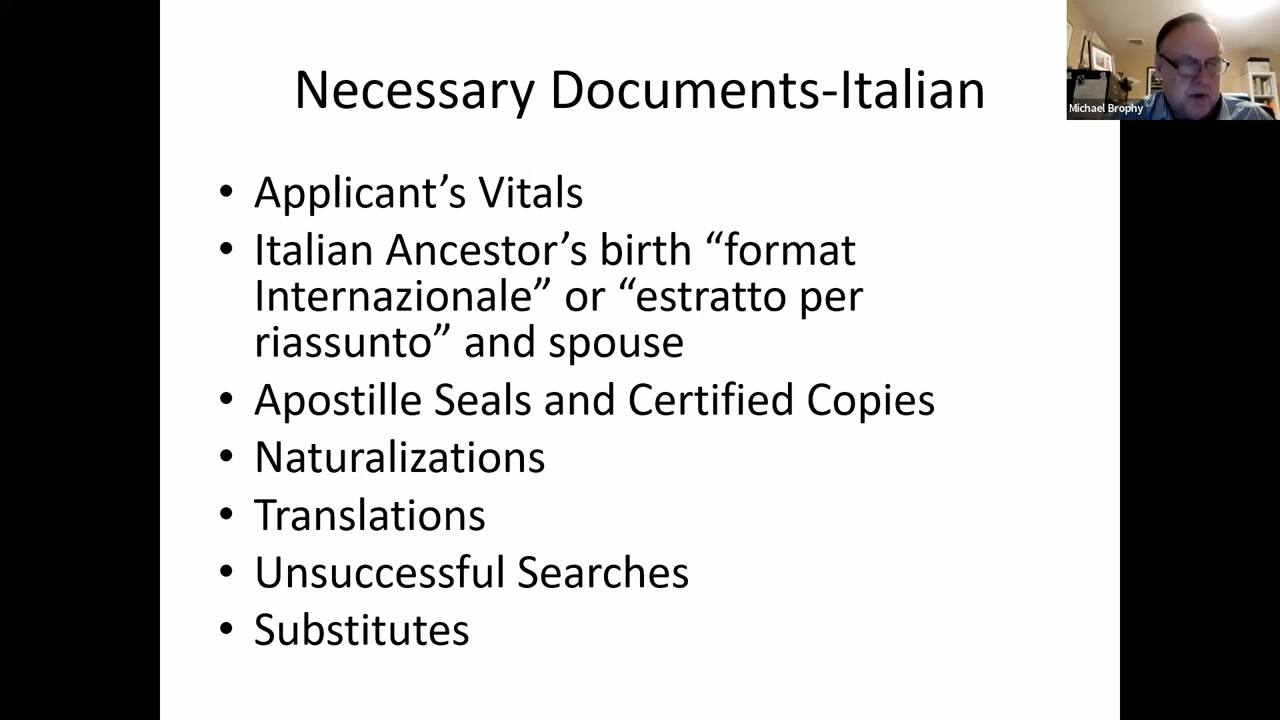 Necessary Documents-Italian
Michael Brophy
• Applicant’s Vitals
• Italian Ancestor’s birth “format
Internazionale” or “estratto per
riassunto” and spouse
• Apostille Seals and Certified Copies
• Naturalizations
• Translations
• Unsuccessful Searches
• Substitutes